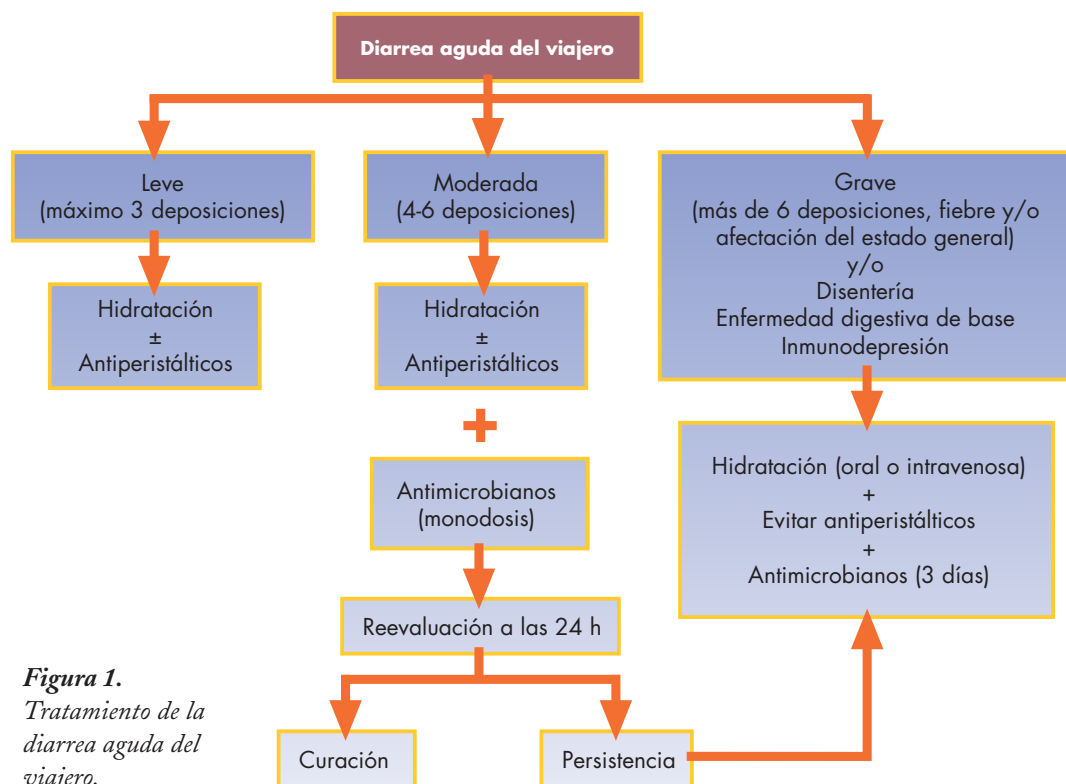 Diarrea aguda del viajero
Leve
(máximo 3 deposiciones)
Moderada
(4-6 deposiciones)
Grave
(más de 6 deposiciones, fiebre y/o
afectación del estado general)
y/o
Disentería
Enfermedad digestiva de base
Inmunodepresión
Hidratación
±
Antiperistálticos
Hidratación
±
Antiperistálticos
+
Antimicrobianos
(monodosis)
Hidratación (oral o intravenosa)
+
Evitar antiperistálticos
+
Antimicrobianos (3 días)
Reevaluación a las 24 h
Curación
Persistencia
Figura 1.
Tratamiento de la
diarrea aguda del
viajero.